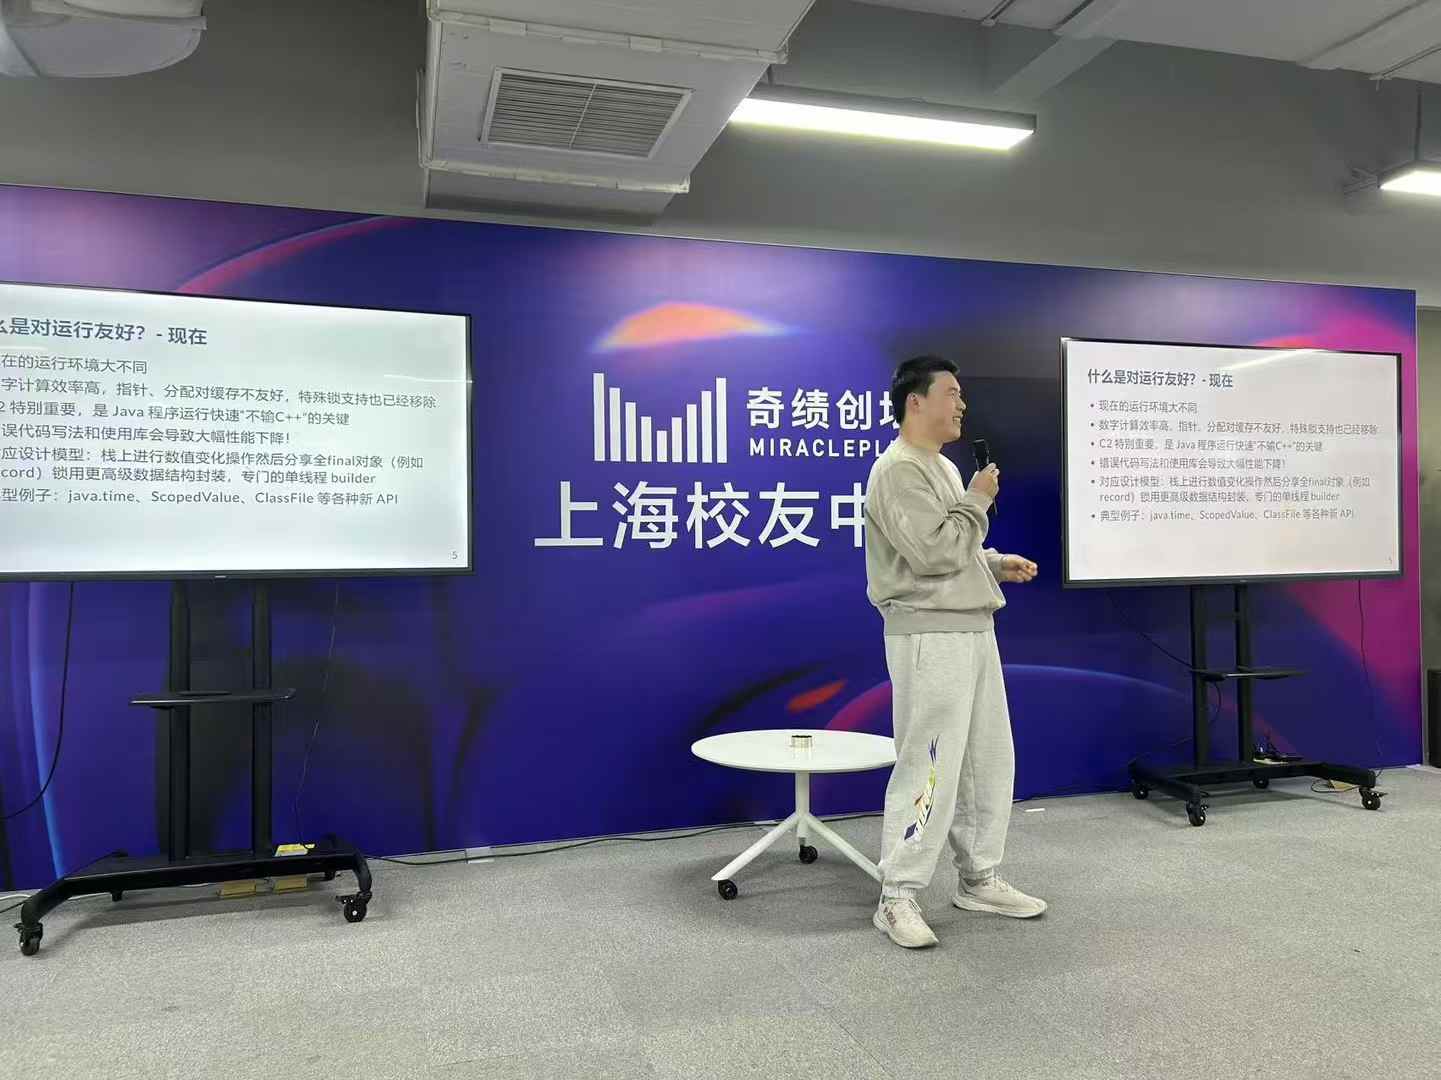 么是对运行友好？- 现在
在的运行环境大不同
字计算效率高，指针、分配对缓存不友好，特殊锁支持也已经移除
2 特别重要，是 Java 程序运行快速“不输C++”的关键
误代码写法和使用库会导致大幅性能下降！
应设计模型：栈上进行数值变化操作然后分享全final对象（例如
cord）锁用更高级数据结构封装，专门的单线程 builder
型例子：java.time、ScopedValue、ClassFile 等各种新 API
5
奇绩创
MIRACLEPL
上海校友中
什么是对运行友好？- 现在
• 现在的运行环境大不同
• 数字计算效率高，指针、分配对缓存不友好，特殊锁支持也已经移除
• C2 特别重要，是 Java 程序运行快速“不输C++”的关键
• 错误代码写法和使用库会导致大幅性能下降！
• 对应设计模型：栈上进行数值变化操作然后分享全final对象（例如
record）锁用更高级数据结构封装，专门的单线程 builder
• 典型例子：java.time、ScopedValue、ClassFile 等各种新 API
5